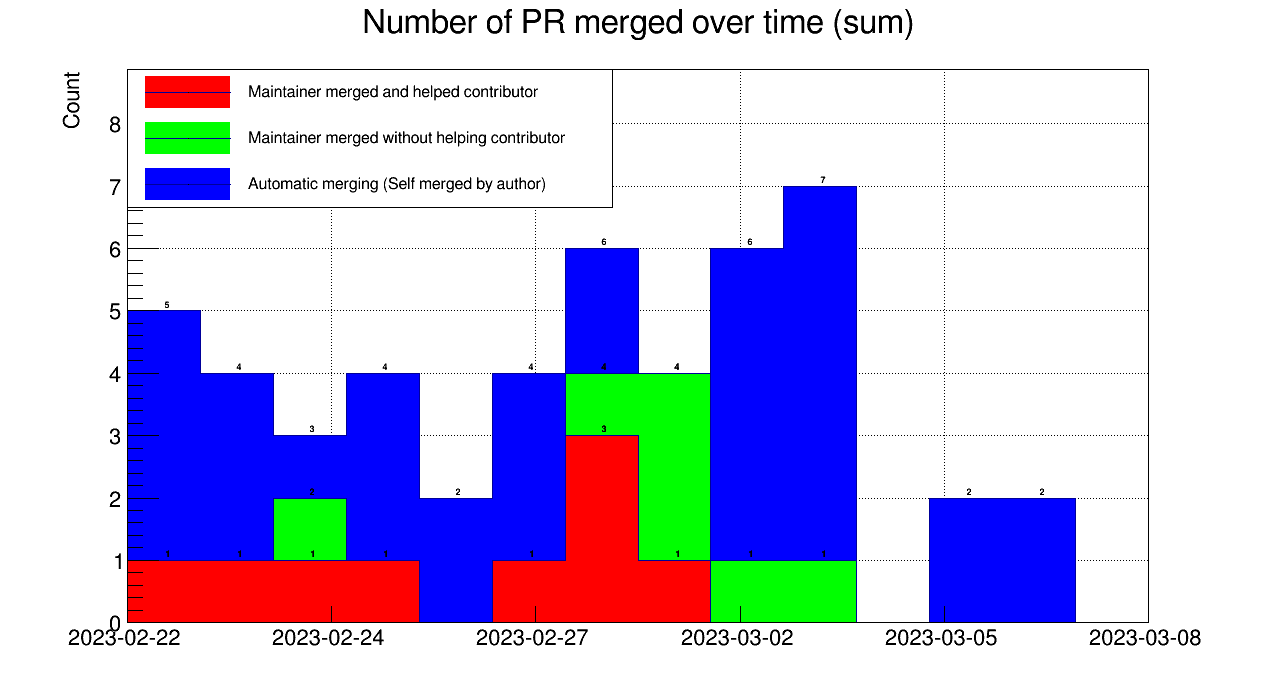 Number of PR merged over time (sum)
Count
Maintainer merged and helped contributor
Maintainer merged without helping contributor
Automatic merging (Self merged by author)
8
7
6
5
4
3
2
1
0
7
6 6
5
4 4 4 4 4
3 3
2 2 2 2
1 1 1 1 1 1 1 1
2023-02-22 2023-02-24 2023-02-27 2023-03-02 2023-03-05 2023-03-08